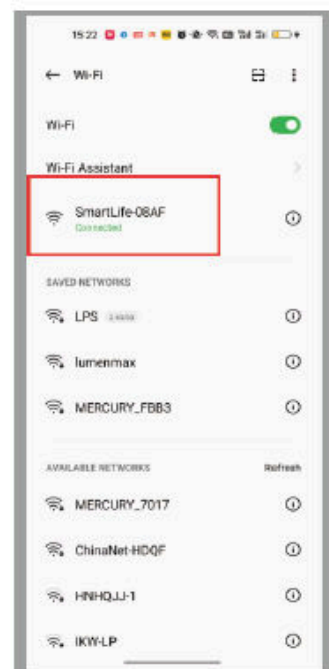 15:22
Wi-Fi
Wi-Fi
Wi-Fi Assistant
SmartLife-08AF
Connected
SAVED NETWORKS
LPS
lumenmax
MERCURY_FBB3
AVAILABLE NETWORKS Refresh
MERCURY_7017
ChinaNet-HDQF
HNHQJJ-1
IKW-LP